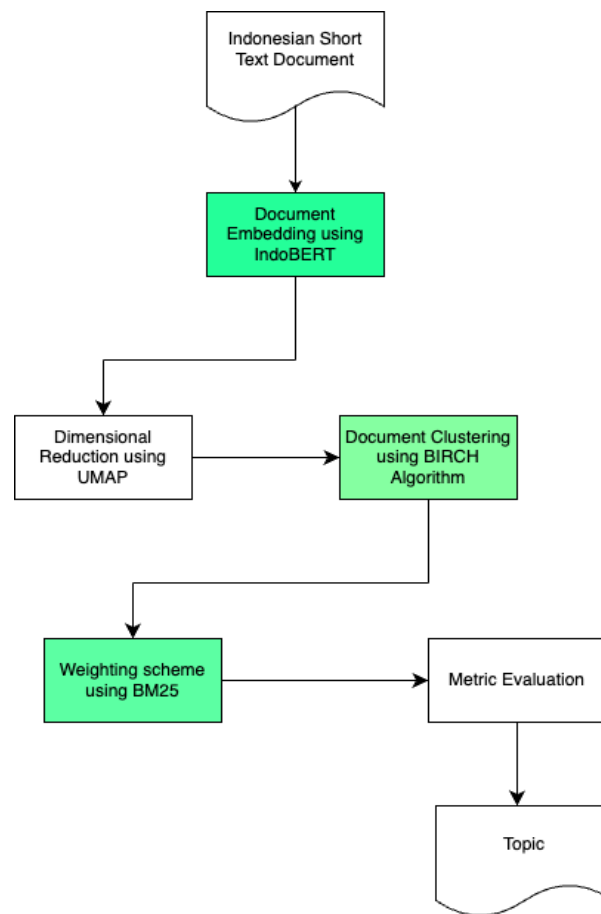 Indonesian Short
Text Document
Document
Embedding using
IndoBERT
Dimensional
Reduction using
UMAP
Document Clustering
using BIRCH
Algorithm
Weighting scheme
using BM25
Metric Evaluation
Topic